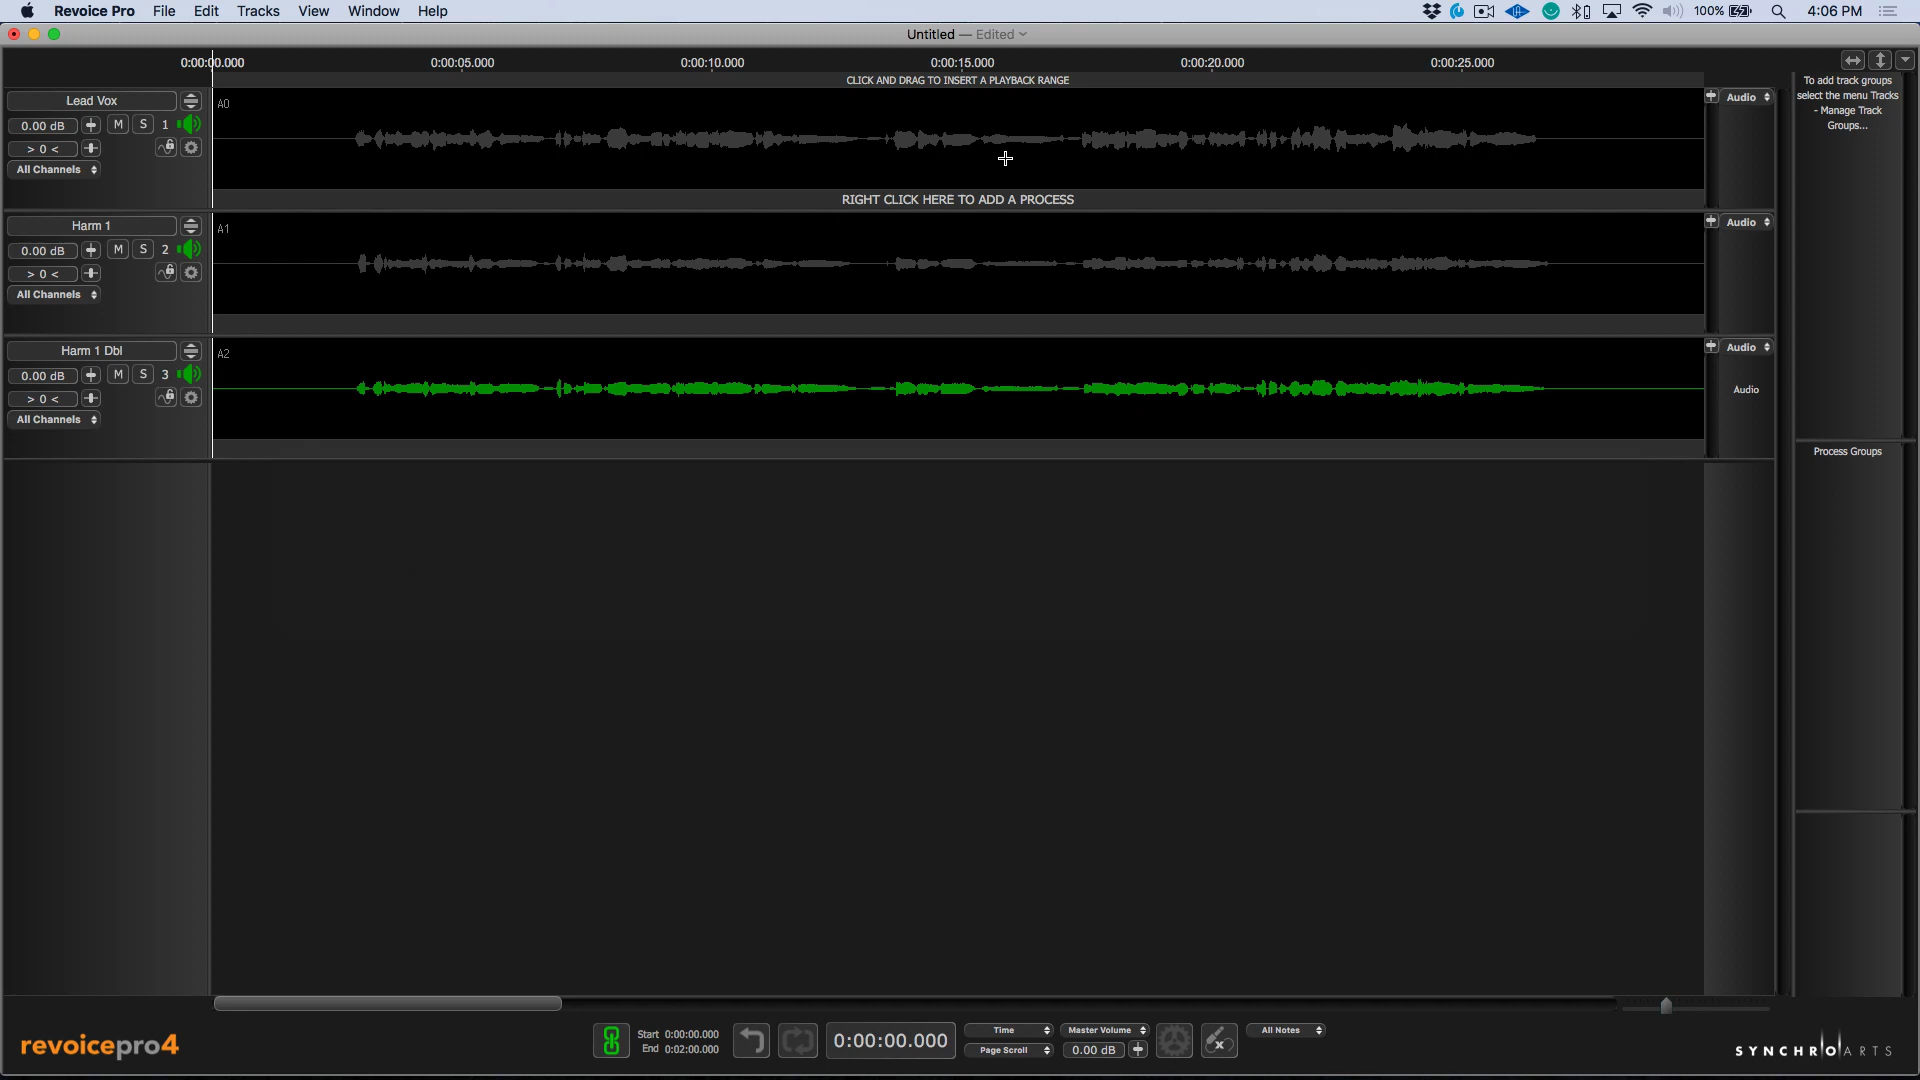 Revoice Pro File Edit Tracks View Window Help 100% 4:06 PM
Untitled — Edited
0:00:00.000 0:00:05.000 0:00:10.000 0:00:15.000 0:00:20.000 0:00:25.000
CLICK AND DRAG TO INSERT A PLAYBACK RANGE
To add track groups
select the menu Tracks
- Manage Track
Groups...
Lead Vox
A0
Audio
0.00 dB M S 1
> 0 <
All Channels
RIGHT CLICK HERE TO ADD A PROCESS
Harm 1
A1
Audio
0.00 dB M S 2
> 0 <
All Channels
Harm 1 Dbl
A2
Audio
0.00 dB M S 3
Audio
> 0 <
All Channels
Process Groups
revoicepro4
Start 0:00:00.000
End 0:02:00.000
0:00:00.000
Time
Page Scroll
Master Volume
0.00 dB
All Notes
SYNCHROARTS